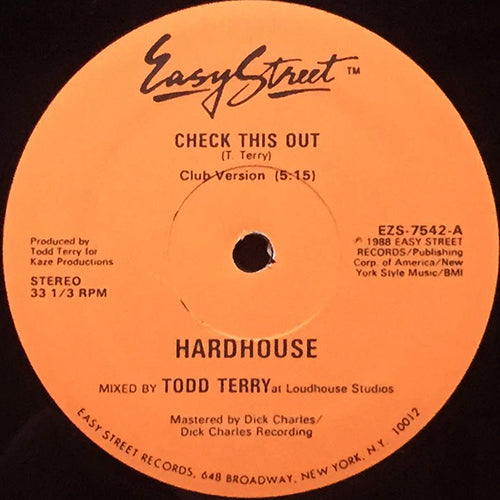 Easy Street ™
CHECK THIS OUT
(T. Terry)
Club Version (5:15)
Produced by
Todd Terry for
Kaze Productions
STEREO
33 1/3 RPM
EZS-7542-A
℗ 1988 EASY STREET
RECORDS/Publishing
Corp. of America/New
York Style Music/BMI
HARDHOUSE
MIXED BY TODD TERRY at Loudhouse Studios
Mastered by Dick Charles/
Dick Charles Recording
EASY STREET RECORDS, 648 BROADWAY, NEW YORK, N.Y. 10012